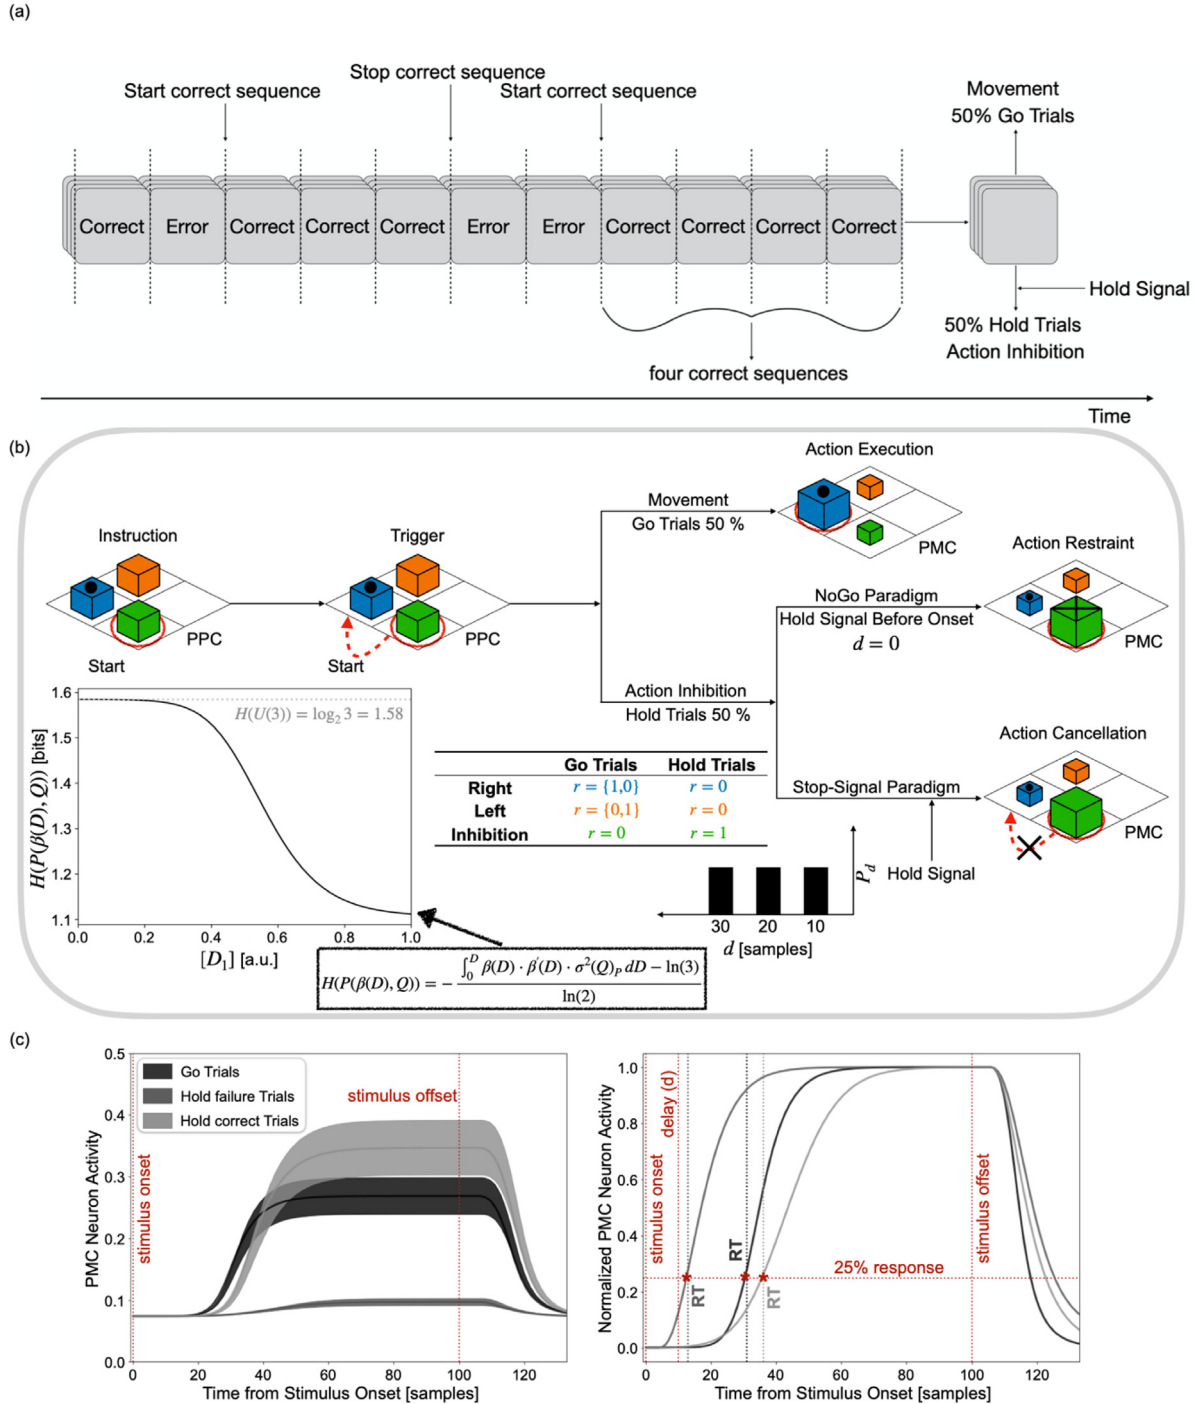 (a)
Stop correct sequence
Start correct sequence
Start correct sequence
Movement
50% Go Trials
Correct
Error
Correct
Correct
Correct
Error
Error
Correct
Correct
Correct
Correct
Hold Signal
50% Hold Trials
Action Inhibition
four correct sequences
Time
(b)
Action Execution
Movement
Go Trials 50 %
PMC
Instruction
Trigger
Action Restraint
NoGo Paradigm
Hold Signal Before Onset
d = 0
PMC
PPC
PPC
Start
Start
Action Inhibition
Hold Trials 50 %
Action Cancellation
Stop-Signal Paradigm
PMC
Hold Signal
H(P(β(D), Q)) [bits]
1.6
1.5
1.4
1.3
1.2
1.1
H(U(3)) = log₂ 3 = 1.58
0.0 0.2 0.4 0.6 0.8 1.0
[D₁] [a.u.]
Go Trials Hold Trials
Right r = {1,0} r = 0
Left r = {0,1} r = 0
Inhibition r = 0 r = 1
P_d
30 20 10
d [samples]
H(P(β(D), Q)) = − ∫₀ᴰ β(D) · β′(D) · σ²(Q)_P dD − ln(3)
ln(2)
(c)
PMC Neuron Activity
0.5
0.4
0.3
0.2
0.1
0.0
Go Trials
Hold failure Trials
Hold correct Trials
stimulus onset
stimulus offset
0 20 40 60 80 100 120
Time from Stimulus Onset [samples]
Normalized PMC Neuron Activity
1.0
0.8
0.6
0.4
0.2
0.0
stimulus onset
delay (d)
RT
RT
RT
25% response
stimulus offset
0 20 40 60 80 100 120
Time from Stimulus Onset [samples]